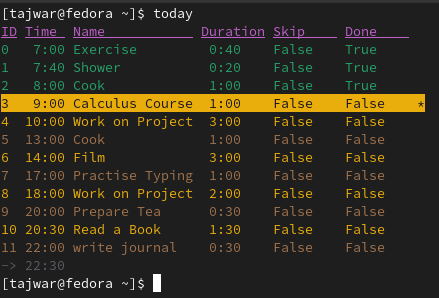 [tajwar@fedora ~]$ today
ID Time Name Duration Skip Done
0 7:00 Exercise 0:40 False True
1 7:40 Shower 0:20 False True
2 8:00 Cook 1:00 False True
3 9:00 Calculus Course 1:00 False False *
4 10:00 Work on Project 3:00 False False
5 13:00 Cook 1:00 False False
6 14:00 Film 3:00 False False
7 17:00 Practise Typing 1:00 False False
8 18:00 Work on Project 2:00 False False
9 20:00 Prepare Tea 0:30 False False
10 20:30 Read a Book 1:30 False False
11 22:00 write journal 0:30 False False
-> 22:30
[tajwar@fedora ~]$